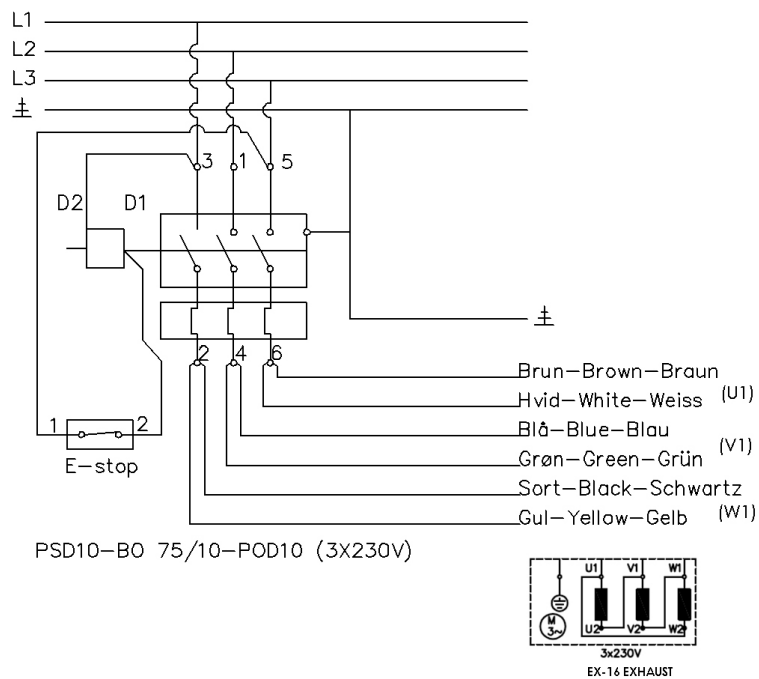 L1
L2
L3
3 1 5
D2 D1
2 4 6
Brun-Brown-Braun
Hvid-White-Weiss (U1)
Blå-Blue-Blau
(V1)
Grøn-Green-Grün
1 2
E-stop
Sort-Black-Schwartz
Gul-Yellow-Gelb (W1)
PSD10-BO 75/10-POD10 (3X230V)
U1 V1 W1
M
3~
U2 V2 W2
3x230V
EX-16 EXHAUST